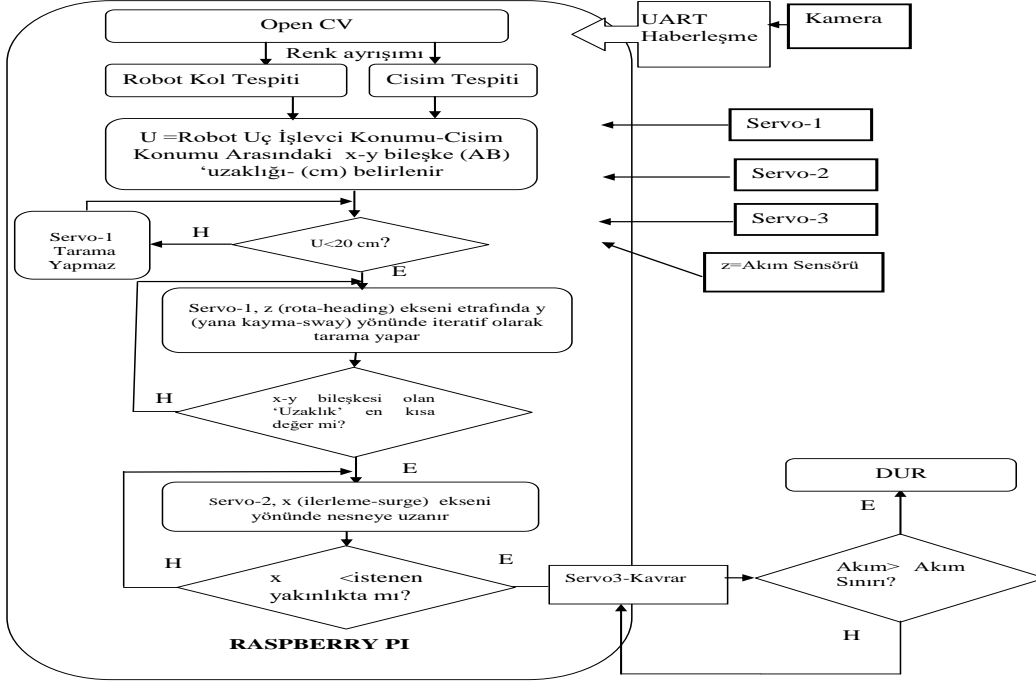 Open CV
Renk ayrışımı
Robot Kol Tespiti
Cisim Tespiti
U =Robot Uç İşlevci Konumu-Cisim
Konumu Arasındaki x-y bileşke (AB)
‘uzaklığı- (cm) belirlenir
Servo-1
Tarama
Yapmaz
H
U<20 cm?
E
Servo-1, z (rota-heading) ekseni etrafında y
(yana kayma-sway) yönünde iteratif olarak
tarama yapar
H
x-y bileşkesi olan
‘Uzaklık’ en kısa
değer mi?
E
Servo-2, x (ilerleme-surge) ekseni
yönünde nesneye uzanır
H
x <istenen
yakınlıkta mı?
E
RASPBERRY PI
UART
Haberleşme
Kamera
Servo-1
Servo-2
Servo-3
z=Akım Sensörü
DUR
E
Servo3-Kavrar
Akım> Akım
Sınırı?
H